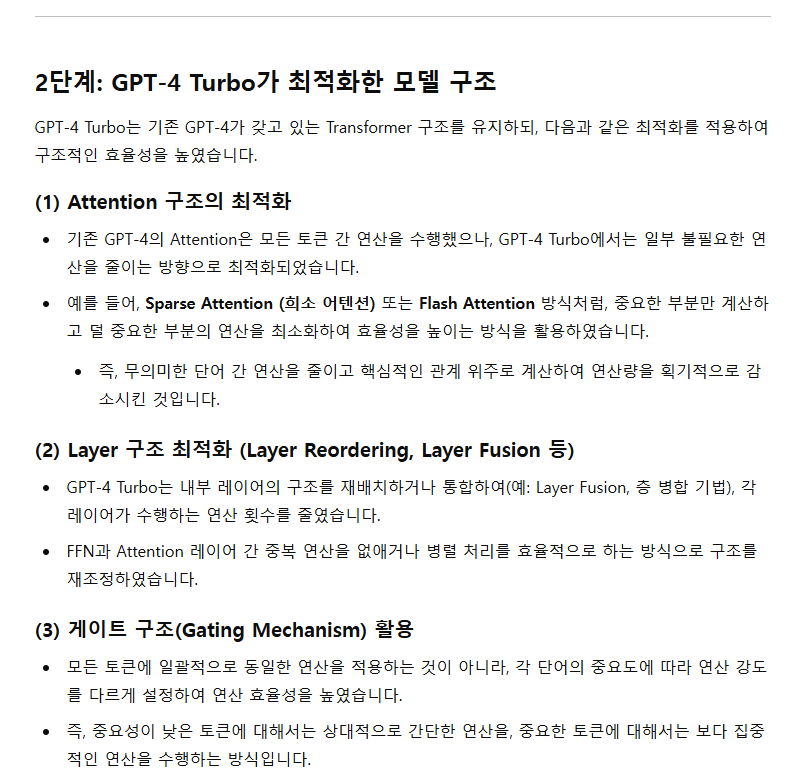 2단계: GPT-4 Turbo가 최적화한 모델 구조
GPT-4 Turbo는 기존 GPT-4가 갖고 있는 Transformer 구조를 유지하되, 다음과 같은 최적화를 적용하여
구조적인 효율성을 높였습니다.
(1) Attention 구조의 최적화
• 기존 GPT-4의 Attention은 모든 토큰 간 연산을 수행했으나, GPT-4 Turbo에서는 일부 불필요한 연
산을 줄이는 방향으로 최적화되었습니다.
• 예를 들어, Sparse Attention (희소 어텐션) 또는 Flash Attention 방식처럼, 중요한 부분만 계산하
고 덜 중요한 부분의 연산을 최소화하여 효율성을 높이는 방식을 활용하였습니다.
• 즉, 무의미한 단어 간 연산을 줄이고 핵심적인 관계 위주로 계산하여 연산량을 획기적으로 감
소시킨 것입니다.
(2) Layer 구조 최적화 (Layer Reordering, Layer Fusion 등)
• GPT-4 Turbo는 내부 레이어의 구조를 재배치하거나 통합하여(예: Layer Fusion, 층 병합 기법), 각
레이어가 수행하는 연산 횟수를 줄였습니다.
• FFN과 Attention 레이어 간 중복 연산을 없애거나 병렬 처리를 효율적으로 하는 방식으로 구조를
재조정하였습니다.
(3) 게이트 구조(Gating Mechanism) 활용
• 모든 토큰에 일괄적으로 동일한 연산을 적용하는 것이 아니라, 각 단어의 중요도에 따라 연산 강도
를 다르게 설정하여 연산 효율성을 높였습니다.
• 즉, 중요성이 낮은 토큰에 대해서는 상대적으로 간단한 연산을, 중요한 토큰에 대해서는 보다 집중
적인 연산을 수행하는 방식입니다.